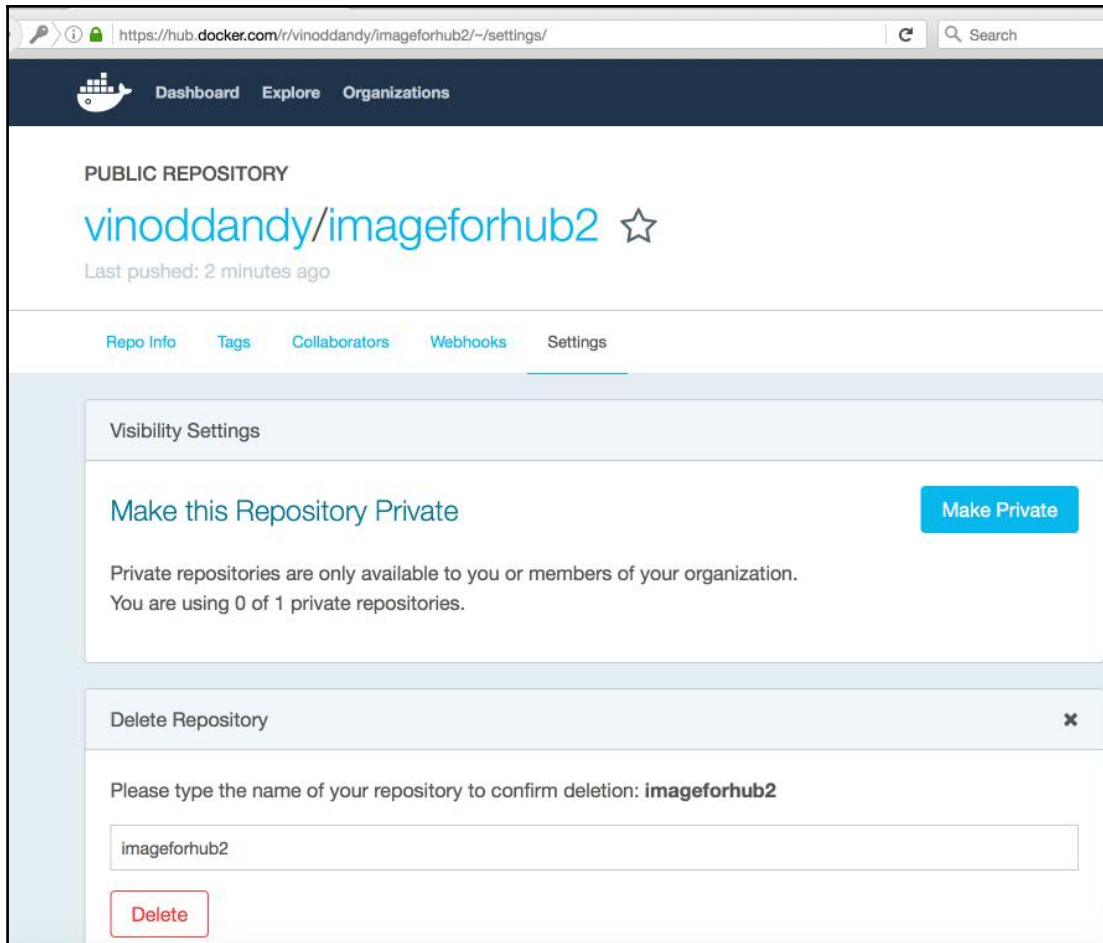 https://hub.docker.com/r/vinoddandy/imageforhub2/~/settings/
Search
Dashboard Explore Organizations
PUBLIC REPOSITORY
vinoddandy/imageforhub2
Last pushed: 2 minutes ago
Repo Info Tags Collaborators Webhooks Settings
Visibility Settings
Make this Repository Private
Make Private
Private repositories are only available to you or members of your organization.
You are using 0 of 1 private repositories.
Delete Repository
Please type the name of your repository to confirm deletion: imageforhub2
imageforhub2
Delete